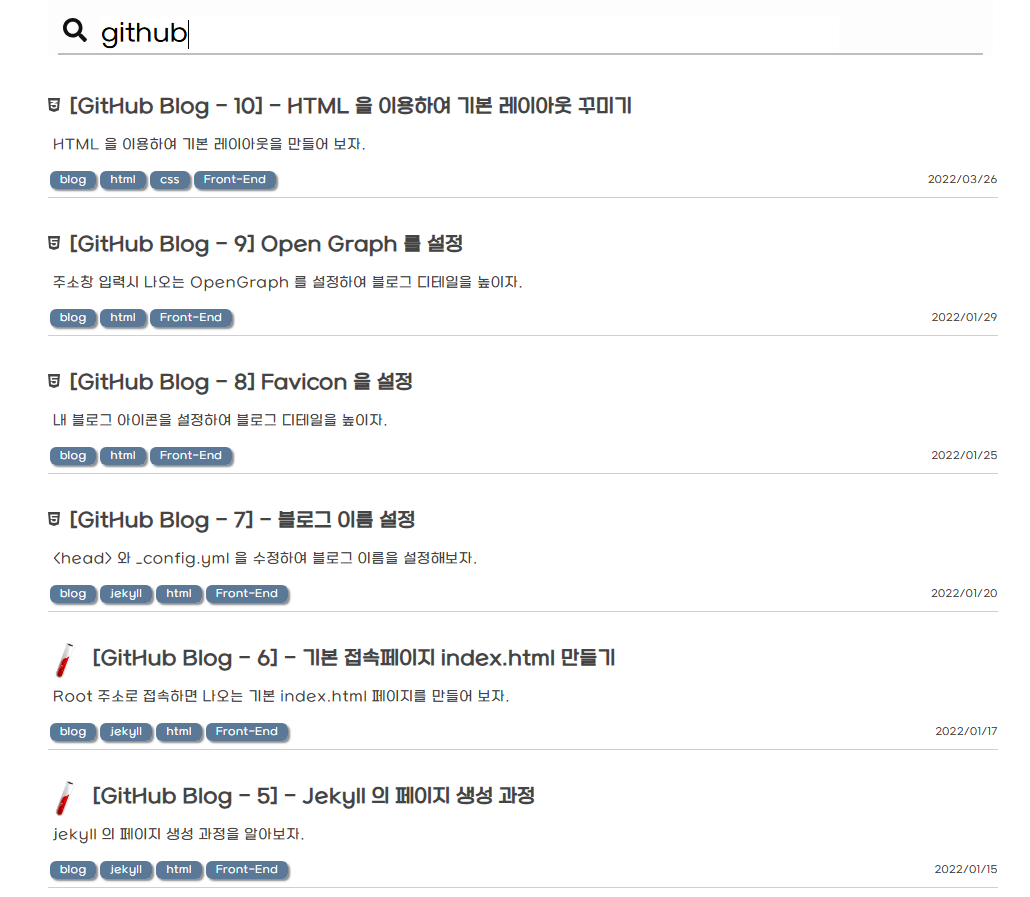 github
[GitHub Blog - 10] - HTML 을 이용하여 기본 레이아웃 꾸미기
HTML 을 이용하여 기본 레이아웃을 만들어 보자.
blog html css Front-End 2022/03/26
[GitHub Blog - 9] Open Graph 를 설정
주소창 입력시 나오는 OpenGraph 를 설정하여 블로그 디테일을 높이자.
blog html Front-End 2022/01/29
[GitHub Blog - 8] Favicon 을 설정
내 블로그 아이콘을 설정하여 블로그 디테일을 높이자.
blog html Front-End 2022/01/25
[GitHub Blog - 7] - 블로그 이름 설정
<head> 와 _config.yml 을 수정하여 블로그 이름을 설정해보자.
blog jekyll html Front-End 2022/01/20
[GitHub Blog - 6] - 기본 접속페이지 index.html 만들기
Root 주소로 접속하면 나오는 기본 index.html 페이지를 만들어 보자.
blog jekyll html Front-End 2022/01/17
[GitHub Blog - 5] - Jekyll 의 페이지 생성 과정
jekyll 의 페이지 생성 과정을 알아보자.
blog jekyll html Front-End 2022/01/15